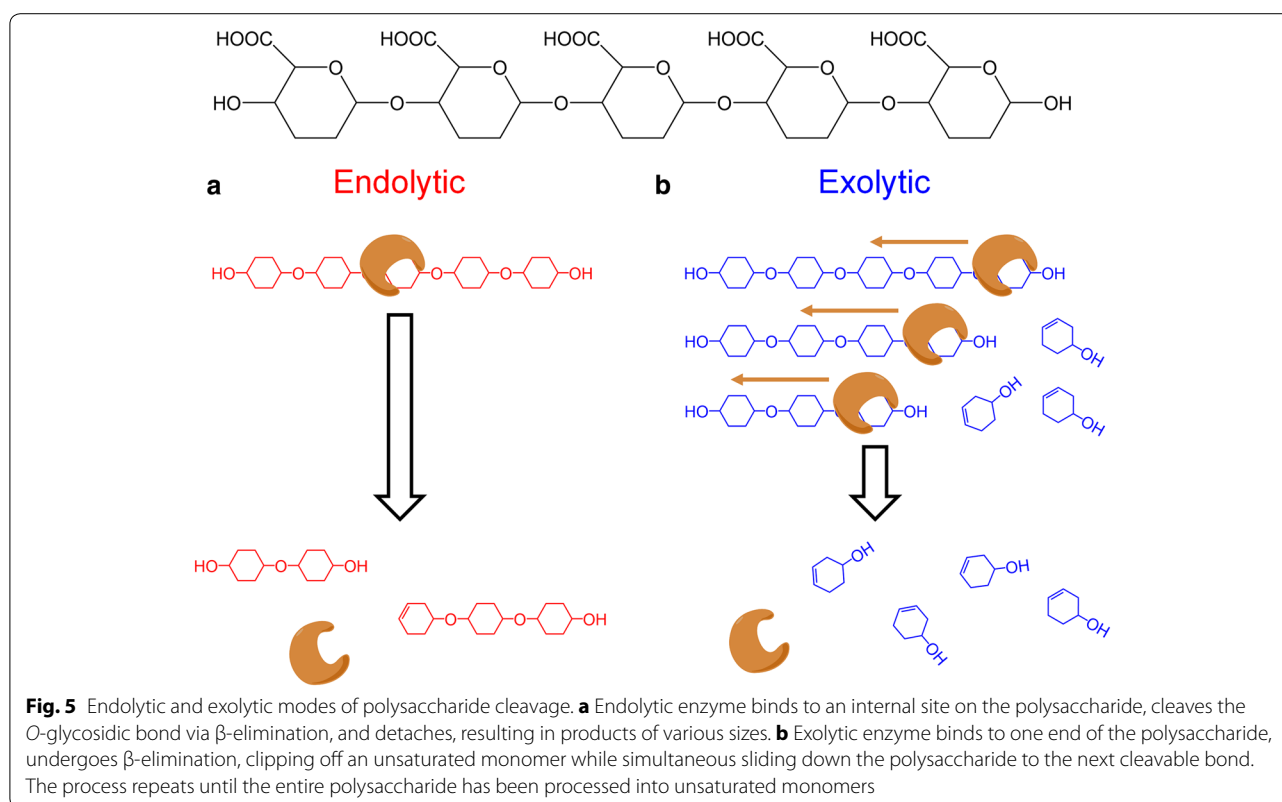 HOOC HOOC HOOC HOOC HOOC
O O O O O
HO O O O O OH
a Endolytic b Exolytic
HO O O O OH HO O O O OH
HO O O OH OH
HO O O OH OH OH
OH OH
HO O OH OH
O O OH OH OH
Fig. 5 Endolytic and exolytic modes of polysaccharide cleavage. a Endolytic enzyme binds to an internal site on the polysaccharide, cleaves the
O-glycosidic bond via β-elimination, and detaches, resulting in products of various sizes. b Exolytic enzyme binds to one end of the polysaccharide,
undergoes β-elimination, clipping off an unsaturated monomer while simultaneous sliding down the polysaccharide to the next cleavable bond.
The process repeats until the entire polysaccharide has been processed into unsaturated monomers